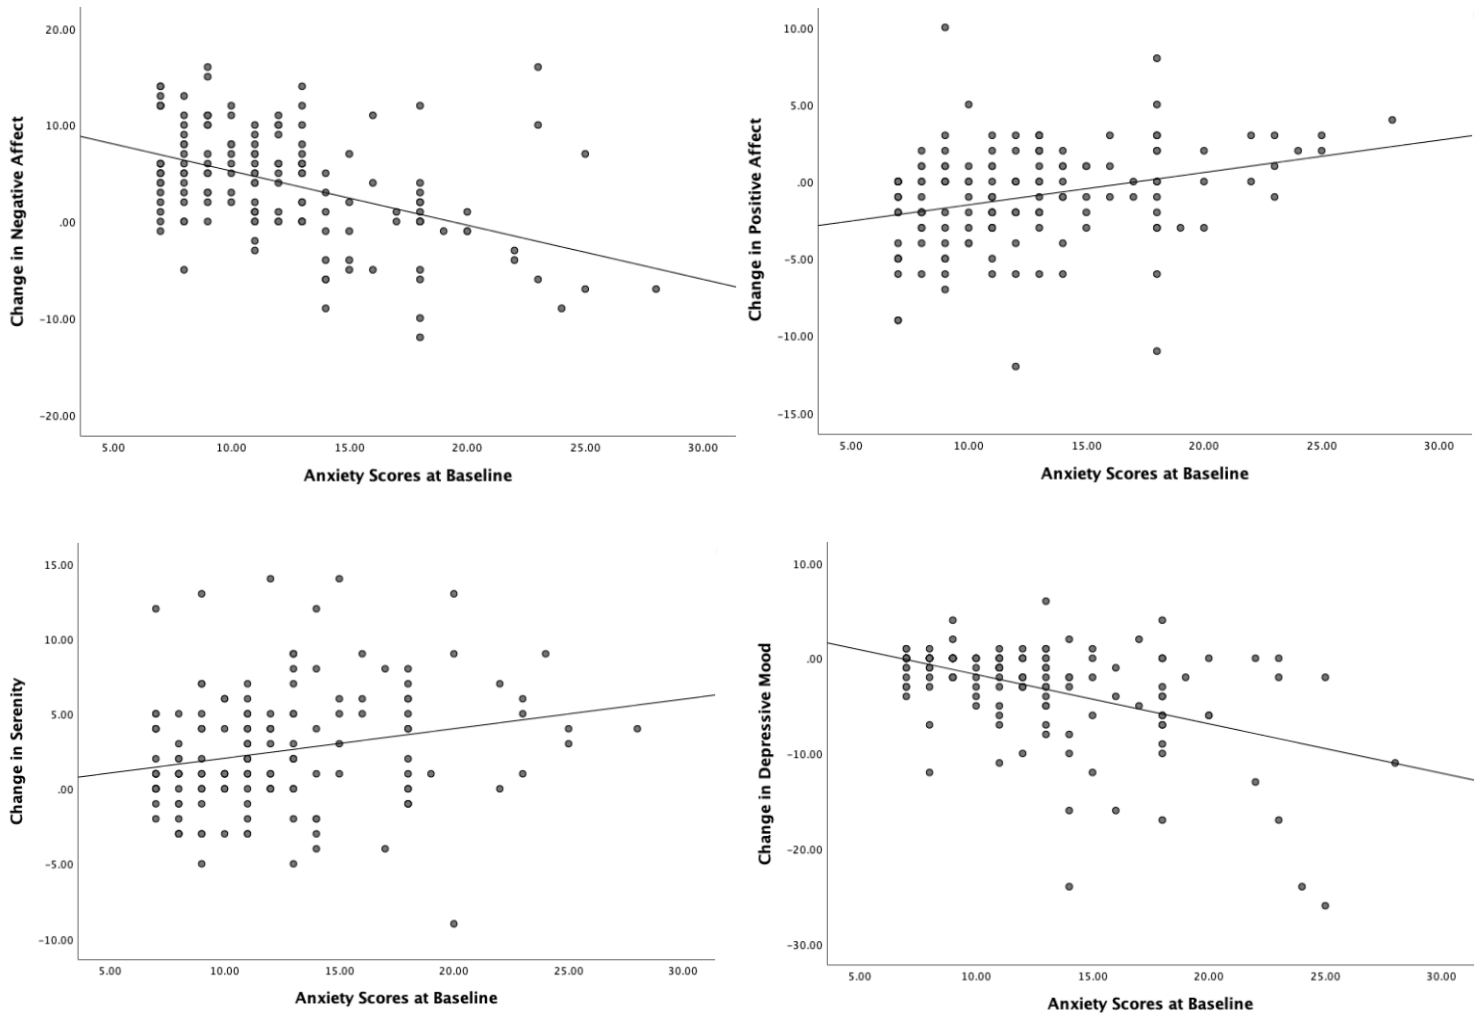 20.00
10.00
.00
-10.00
-20.00
Change in Negative Affect
5.00 10.00 15.00 20.00 25.00 30.00
Anxiety Scores at Baseline
10.00
5.00
.00
-5.00
-10.00
-15.00
Change in Positive Affect
5.00 10.00 15.00 20.00 25.00 30.00
Anxiety Scores at Baseline
15.00
10.00
5.00
.00
-5.00
-10.00
Change in Serenity
5.00 10.00 15.00 20.00 25.00 30.00
Anxiety Scores at Baseline
10.00
.00
-10.00
-20.00
-30.00
Change in Depressive Mood
5.00 10.00 15.00 20.00 25.00 30.00
Anxiety Scores at Baseline